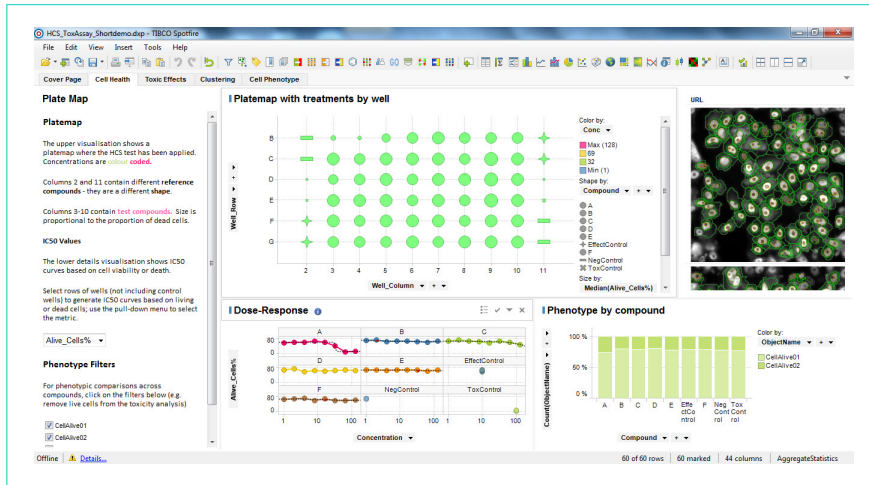 HCS_ToxAssay_Shortdemo.dxp - TIBCO Spotfire
File Edit View Insert Tools Help
Cover Page Cell Health Toxic Effects Clustering Cell Phenotype
Plate Map
Platemap
The upper visualisation shows a
platemap where the HCS test has been applied.
Concentrations are colour coded.
Columns 2 and 11 contain different reference
compounds - they are a different shape.
Columns 3-10 contain test compounds. Size is
proportional to the proportion of dead cells.
IC50 Values
The lower details visualisation shows IC50
curves based on cell viability or death.
Select rows of wells (not including control
wells) to generate IC50 curves based on living
or dead cells; use the pull-down menu to select
the metric.
Alive_Cells%
Phenotype Filters
For phenotypic comparisons across
compounds, click on the filters below (e.g.
remove live cells from the toxicity analysis)
CellAlive01
CellAlive02
Platemap with treatments by well
Well_Row
B
C
D
E
F
G
2 3 4 5 6 7 8 9 10 11
Well_Column
Color by:
Conc
Max (128)
69
32
Min (1)
Shape by:
Compound
A
B
C
D
E
EffectControl
F
NegControl
ToxControl
Size by:
Median(Alive_Cells%)
URL
Dose-Response
Alive_Cells%
A B C
80
0
D E EffectControl
80
0
F NegControl ToxControl
80
0
1 10 100 1 10 100 1 10 100
Concentration
Phenotype by compound
Count(ObjectName)
100 %
50 %
0 %
A B C D E Effe ctCo ntrol F Neg Cont rol Tox Cont rol
Compound
Color by:
ObjectName
CellAlive01
CellAlive02
Offline Details... 60 of 60 rows 60 marked 44 columns AggregateStatistics